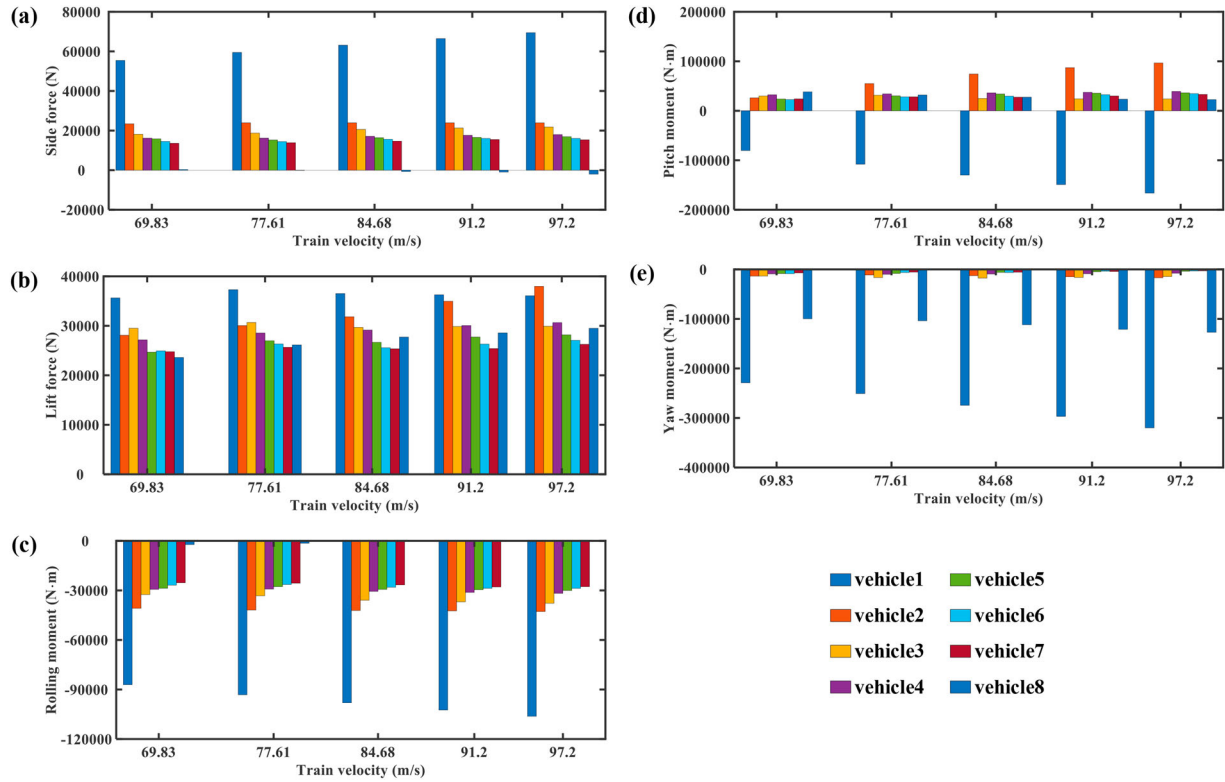 (a)
80000
60000
40000
20000
0
-20000
Side force (N)
69.83 77.61 84.68 91.2 97.2
Train velocity (m/s)
(b)
40000
30000
20000
10000
0
Lift force (N)
69.83 77.61 84.68 91.2 97.2
Train velocity (m/s)
(c)
0
-30000
-60000
-90000
-120000
Rolling moment (N·m)
69.83 77.61 84.68 91.2 97.2
Train velocity (m/s)
(d)
200000
100000
0
-100000
-200000
Pitch moment (N·m)
69.83 77.61 84.68 91.2 97.2
Train velocity (m/s)
(e)
0
-100000
-200000
-300000
-400000
Yaw moment (N·m)
69.83 77.61 84.68 91.2 97.2
Train velocity (m/s)
vehicle1 vehicle5
vehicle2 vehicle6
vehicle3 vehicle7
vehicle4 vehicle8